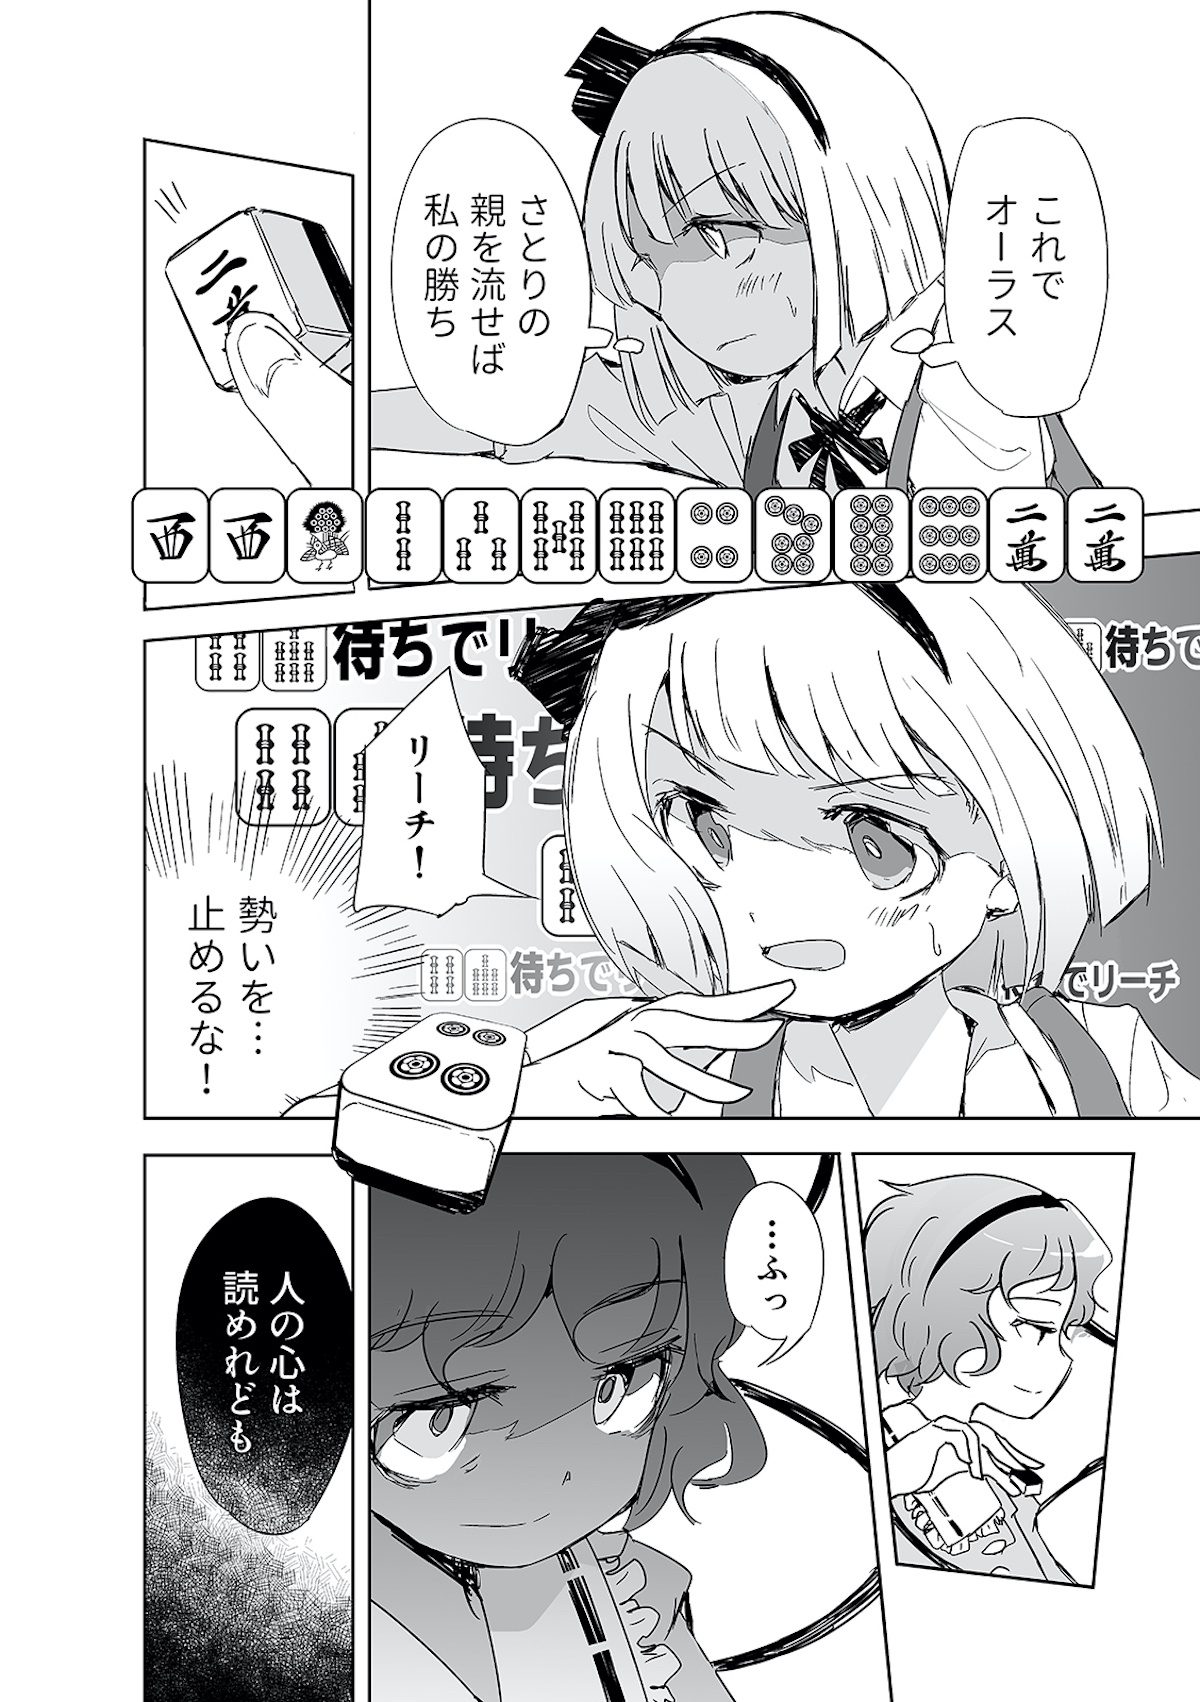 これで
オーラス
さとりの
親を流せば
私の勝ち
二萬
西
西
二萬
二萬
待ちでリ
待ちで
待ち
リーチ！
勢いを…
止めるな！
待ちでリ
でリーチ
…ふっ
人の心は
読めれども